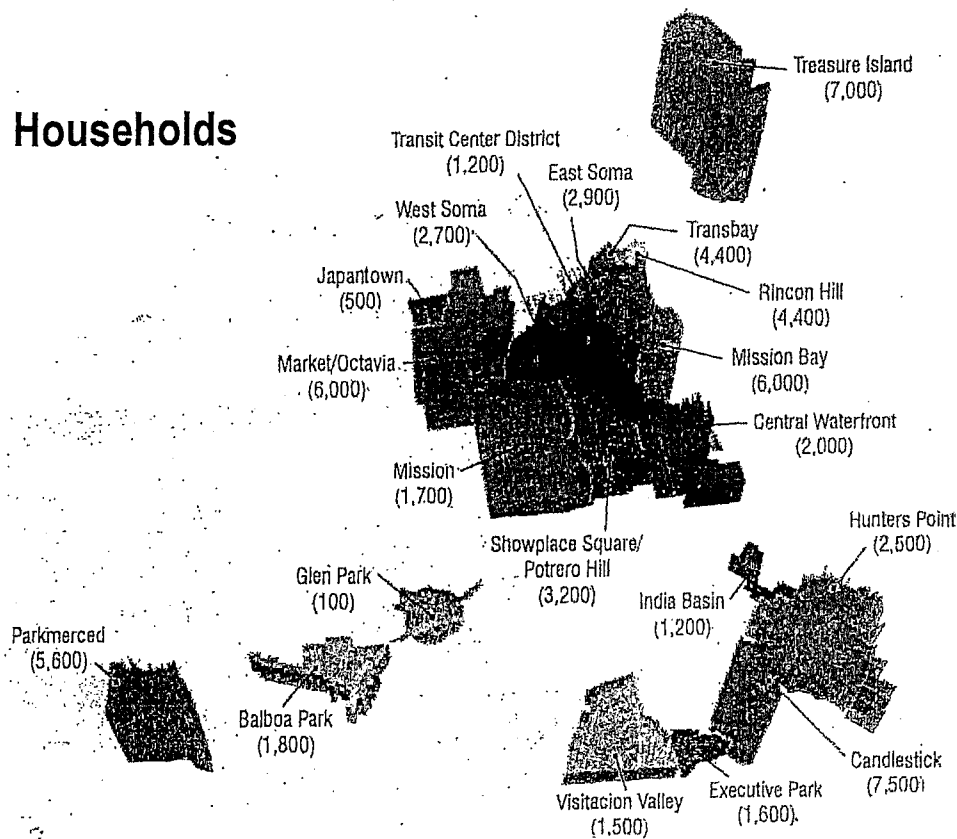 Treasure Island
(7,000)
Households
Transit Center District
(1,200)
East Soma
(2,900)
West Soma
(2,700)
Transbay
(4,400)
Japantown
(500)
Rincon Hill
(4,400)
Market/Octavia
(6,000)
Mission Bay
(6,000)
Central Waterfront
(2,000)
Mission
(1,700)
Hunters Point
(2,500)
Showplace Square/
Potrero Hill
(3,200)
Glen Park
(100)
India Basin
(1,200)
Parkmerced
(5,600)
Balboa Park
(1,800)
Candlestick
(7,500)
Executive Park
(1,600)
Visitacion Valley
(1,500)